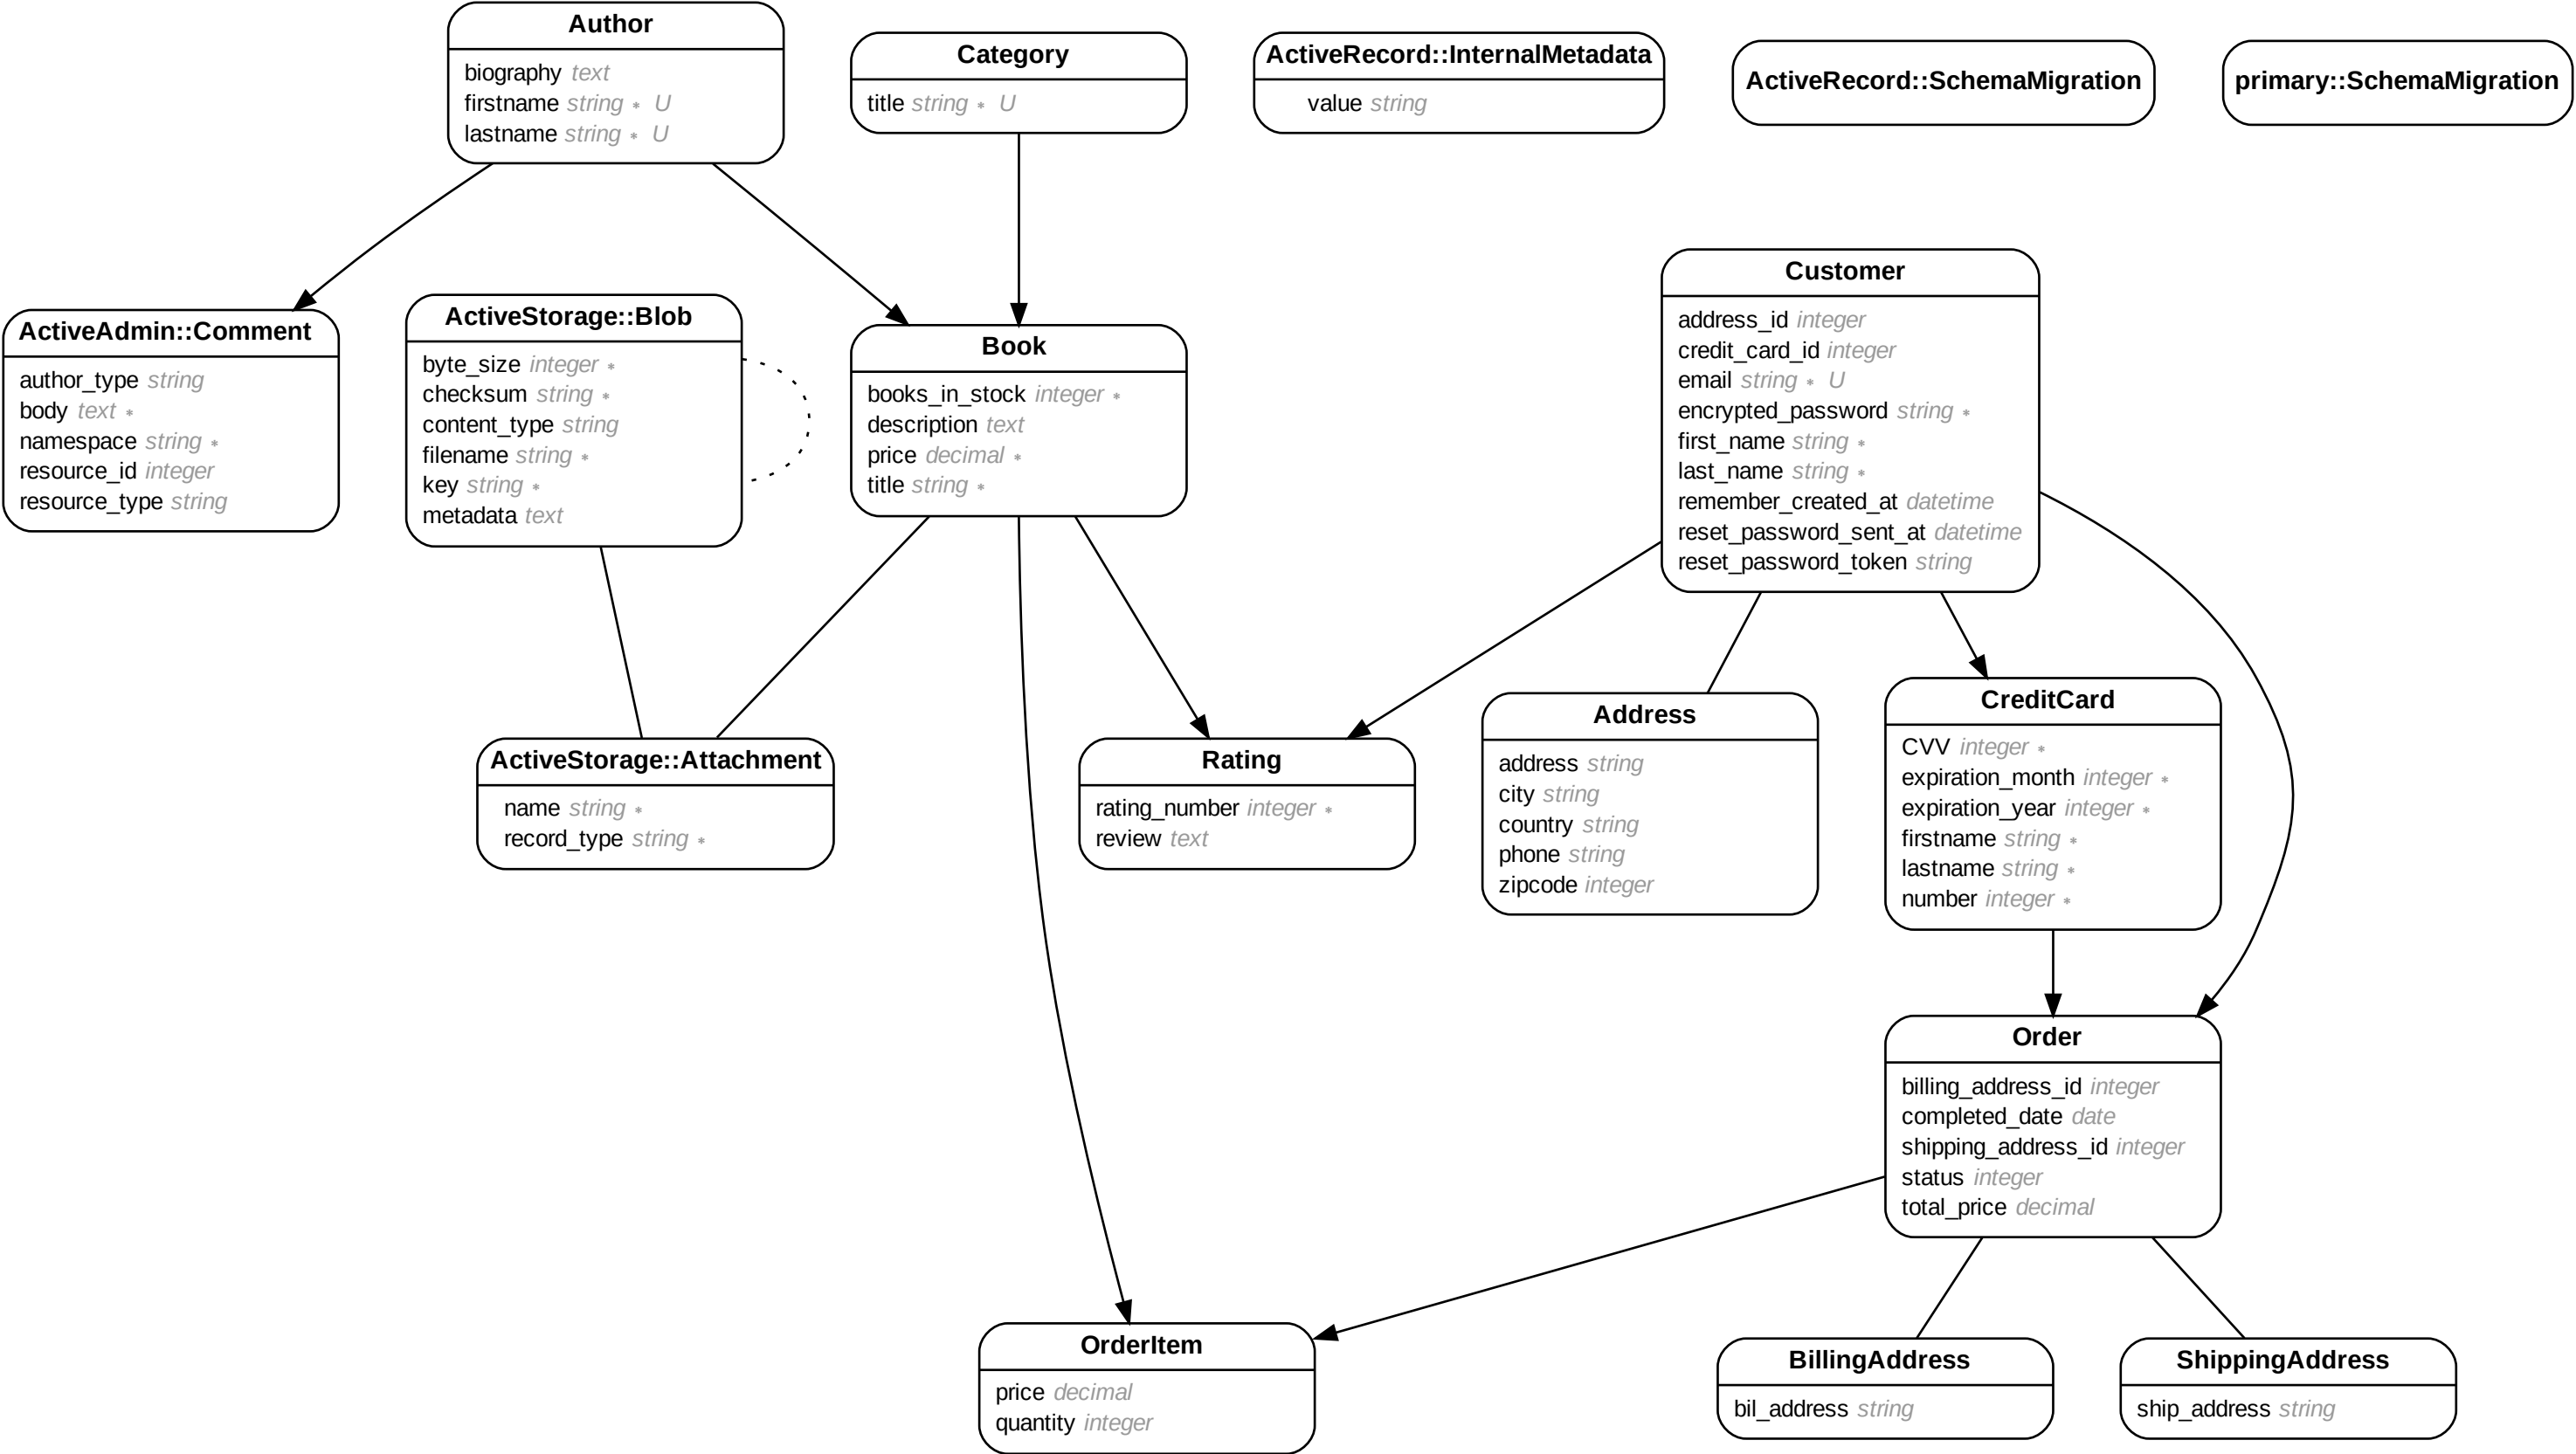 Author
biography text
firstname string * U
lastname string * U
Category
title string * U
ActiveRecord::InternalMetadata
value string
ActiveRecord::SchemaMigration
primary::SchemaMigration
ActiveAdmin::Comment
author_type string
body text *
namespace string *
resource_id integer
resource_type string
ActiveStorage::Blob
byte_size integer *
checksum string *
content_type string
filename string *
key string *
metadata text
Book
books_in_stock integer *
description text
price decimal *
title string *
Customer
address_id integer
credit_card_id integer
email string * U
encrypted_password string *
first_name string *
last_name string *
remember_created_at datetime
reset_password_sent_at datetime
reset_password_token string
ActiveStorage::Attachment
name string *
record_type string *
Rating
rating_number integer *
review text
Address
address string
city string
country string
phone string
zipcode integer
CreditCard
CVV integer *
expiration_month integer *
expiration_year integer *
firstname string *
lastname string *
number integer *
Order
billing_address_id integer
completed_date date
shipping_address_id integer
status integer
total_price decimal
OrderItem
price decimal
quantity integer
BillingAddress
bil_address string
ShippingAddress
ship_address string